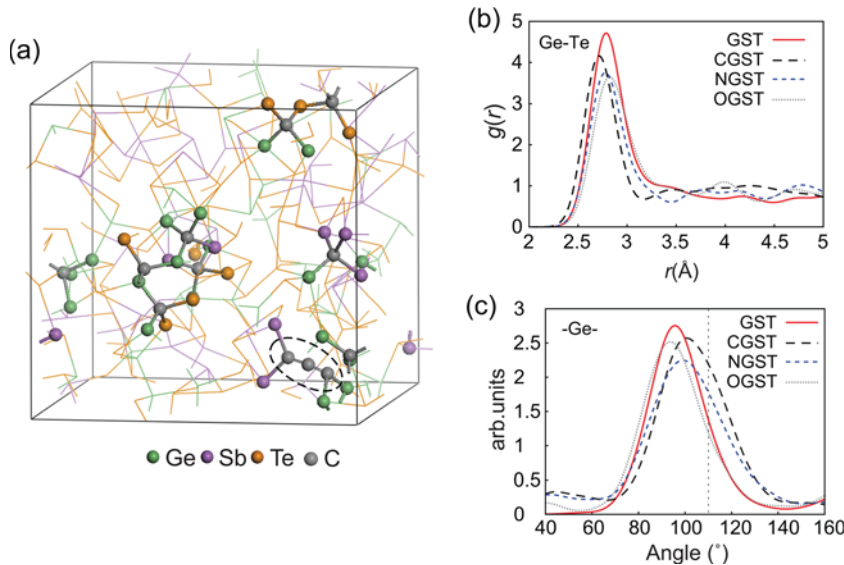 (a)
Ge Sb Te C
(b)
Ge-Te
GST
CGST
NGST
OGST
g(r)
5
4
3
2
1
0
2 2.5 3 3.5 4 4.5 5
r(Å)
(c)
-Ge-
GST
CGST
NGST
OGST
arb.units
3
2.5
2
1.5
1
0.5
0
40 60 80 100 120 140 160
Angle (°)